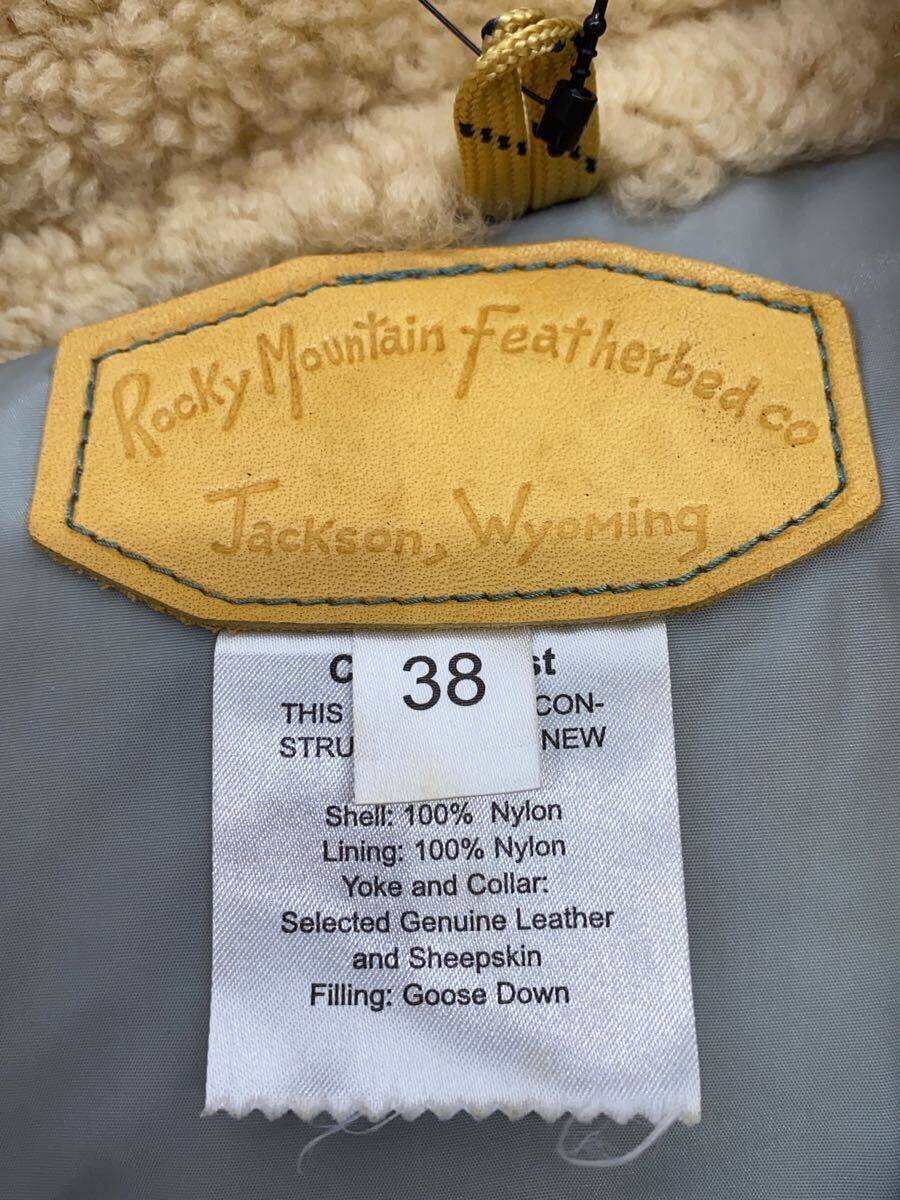 Rocky Mountain Featherbed co
Jackson, Wyoming
38
THIS CON-
NEW
Shell: 100% Nylon
Lining: 100% Nylon
Yoke and Collar:
Selected Genuine Leather
and Sheepskin
Filling: Goose Down